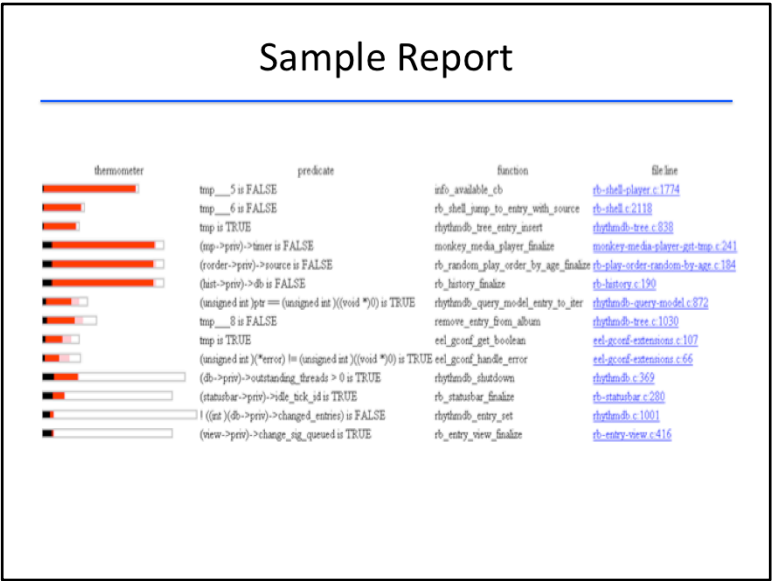 Sample Report
thermometer predicate function file:line
tmp___5 is FALSE info_available_cb rb-shell-player.c:1774
tmp___6 is FALSE rb_shell_jump_to_entry_with_source rb-shell.c:2118
tmp is TRUE rhythmdb_tree_entry_insert rhythmdb-tree.c:838
(mp->priv)->timer is FALSE monkey_media_player_finalize monkey-media-player-gst-tmp.c:241
(rorder->priv)->source is FALSE rb_random_play_order_by_age_finalize rb-play-order-random-by-age.c:184
(hist->priv)->db is FALSE rb_history_finalize rb-history.c:190
(unsigned int)ptr == (unsigned int)((void *)0) is TRUE rhythmdb_query_model_entry_to_iter rhythmdb-query-model.c:872
tmp___8 is FALSE remove_entry_from_album rhythmdb-tree.c:1030
tmp is TRUE eel_gconf_get_boolean eel-gconf-extensions.c:107
(unsigned int)(*error) != (unsigned int)((void *)0) is TRUE eel_gconf_handle_error eel-gconf-extensions.c:66
(db->priv)->outstanding_threads > 0 is TRUE rhythmdb_shutdown rhythmdb.c:369
(statusbar->priv)->idle_tick_id is TRUE rb_statusbar_finalize rb-statusbar.c:280
! ((int)(db->priv)->changed_entries) is FALSE rhythmdb_entry_set rhythmdb.c:1001
(view->priv)->change_sig_queued is TRUE rb_entry_view_finalize rb-entry-view.c:416